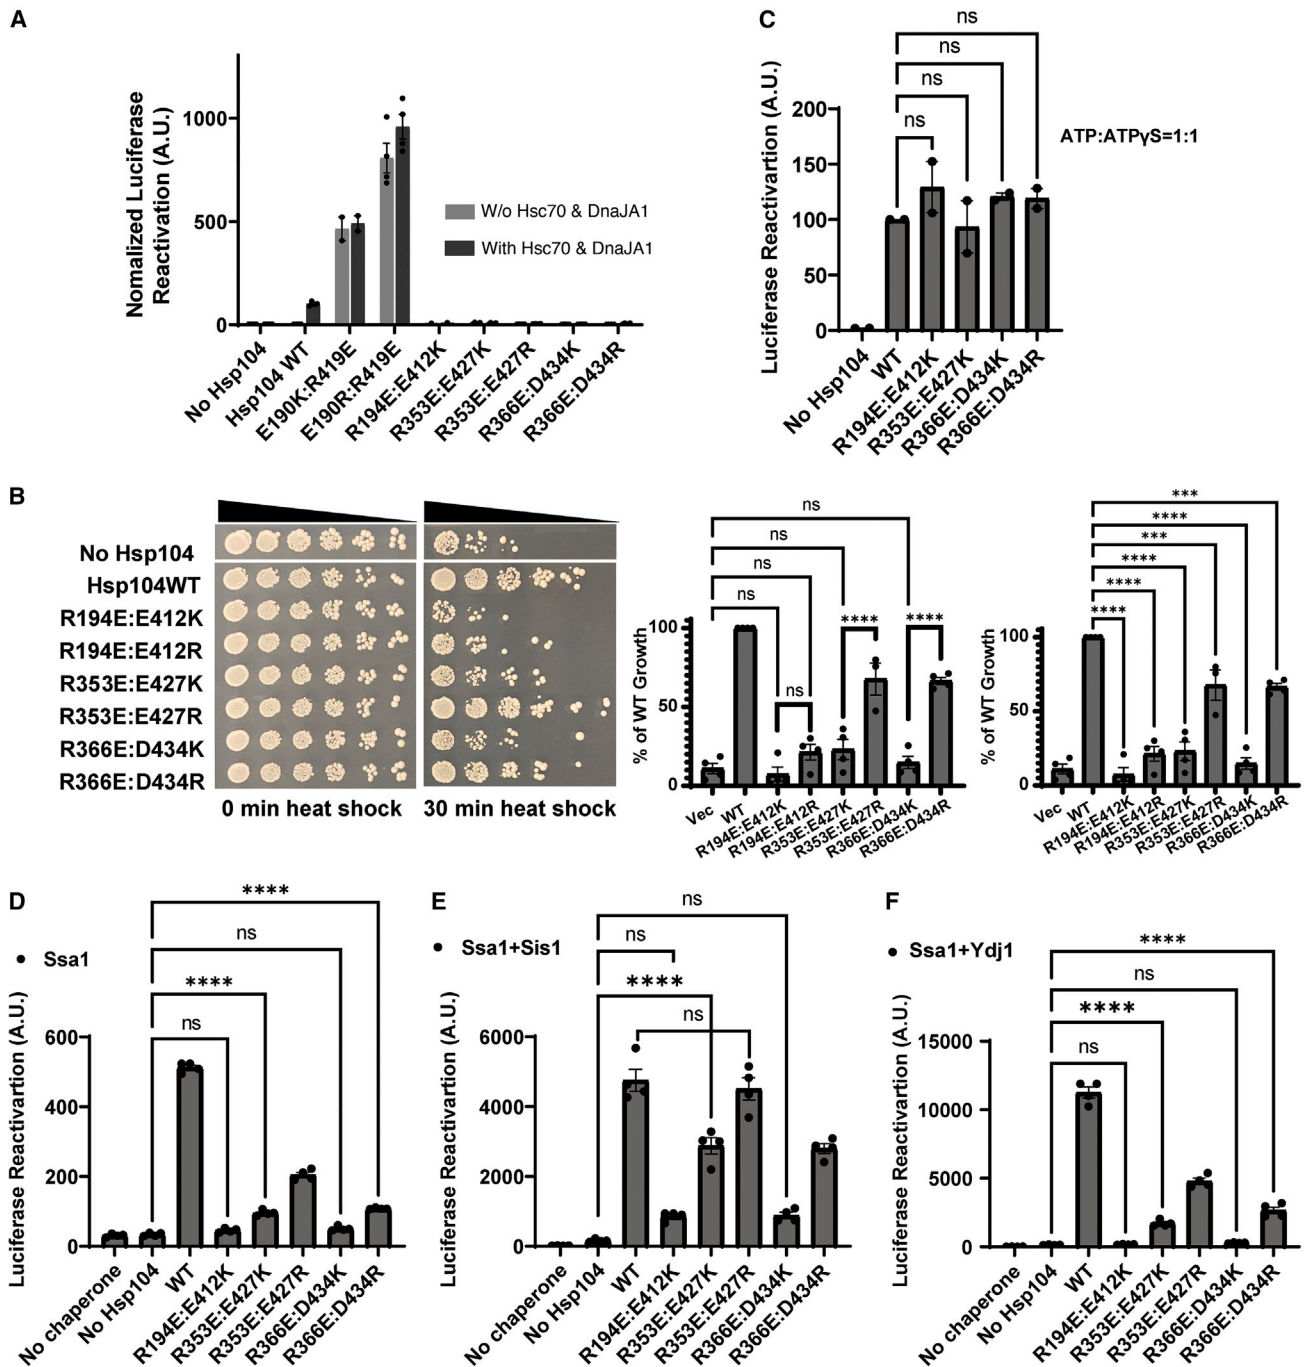 A
Nomalized Luciferase
Reactivation (A.U.)
1000
500
0
W/o Hsc70 & DnaJA1
With Hsc70 & DnaJA1
No Hsp104
Hsp104 WT
E190K:R419E
E190R:R419E
R194E:E412K
R353E:E427K
R353E:E427R
R366E:D434K
R366E:D434R
C
Luciferase Reactivartion (A.U.)
200
150
100
50
0
ns
ns
ns
ns
ATP:ATPγS=1:1
No Hsp104
WT
R194E:E412K
R353E:E427K
R366E:D434K
R366E:D434R
B
No Hsp104
Hsp104WT
R194E:E412K
R194E:E412R
R353E:E427K
R353E:E427R
R366E:D434K
R366E:D434R
0 min heat shock
30 min heat shock
% of WT Growth
100
50
0
ns
ns
ns
ns
ns
****
****
Vec
WT
R194E:E412K
R194E:E412R
R353E:E427K
R353E:E427R
R366E:D434K
R366E:D434R
% of WT Growth
100
50
0
***
****
***
****
****
****
Vec
WT
R194E:E412K
R194E:E412R
R353E:E427K
R353E:E427R
R366E:D434K
R366E:D434R
D
Ssa1
Luciferase Reactivartion (A.U.)
600
400
200
0
****
ns
****
ns
No chaperone
No Hsp104
WT
R194E:E412K
R353E:E427K
R353E:E427R
R366E:D434K
R366E:D434R
E
Ssa1+Sis1
Luciferase Reactivartion (A.U.)
6000
4000
2000
0
ns
ns
****
ns
No chaperone
No Hsp104
WT
R194E:E412K
R353E:E427K
R353E:E427R
R366E:D434K
R366E:D434R
F
Ssa1+Ydj1
Luciferase Reactivartion (A.U.)
15000
10000
5000
0
****
ns
****
ns
No chaperone
No Hsp104
WT
R194E:E412K
R353E:E427K
R353E:E427R
R366E:D434K
R366E:D434R